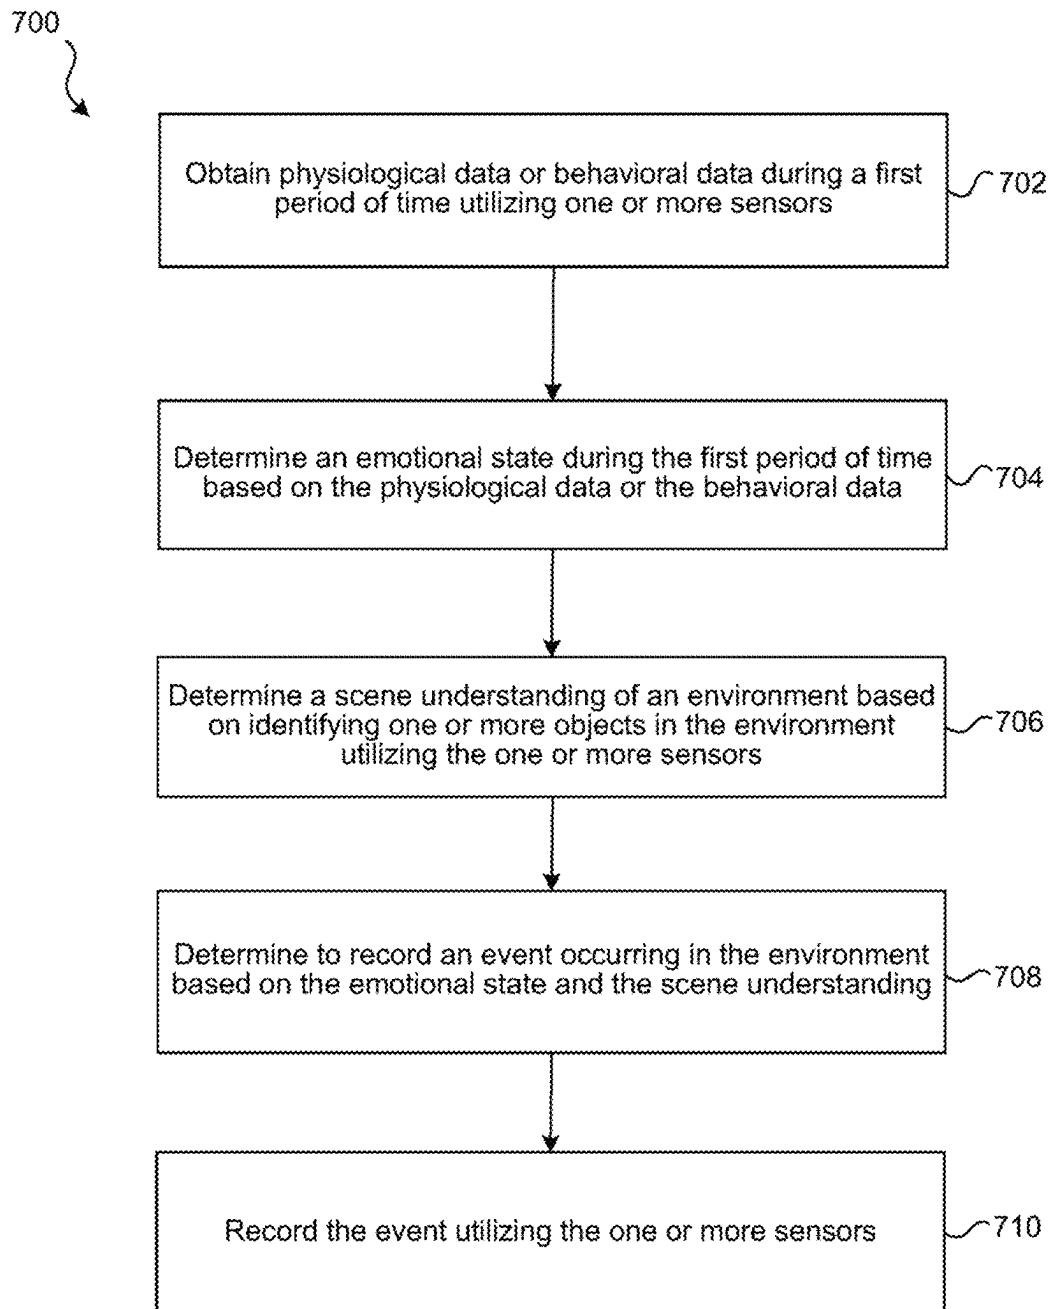 700
Obtain physiological data or behavioral data during a first
period of time utilizing one or more sensors
702
Determine an emotional state during the first period of time
based on the physiological data or the behavioral data
704
Determine a scene understanding of an environment based
on identifying one or more objects in the environment
utilizing the one or more sensors
706
Determine to record an event occurring in the environment
based on the emotional state and the scene understanding
708
Record the event utilizing the one or more sensors
710